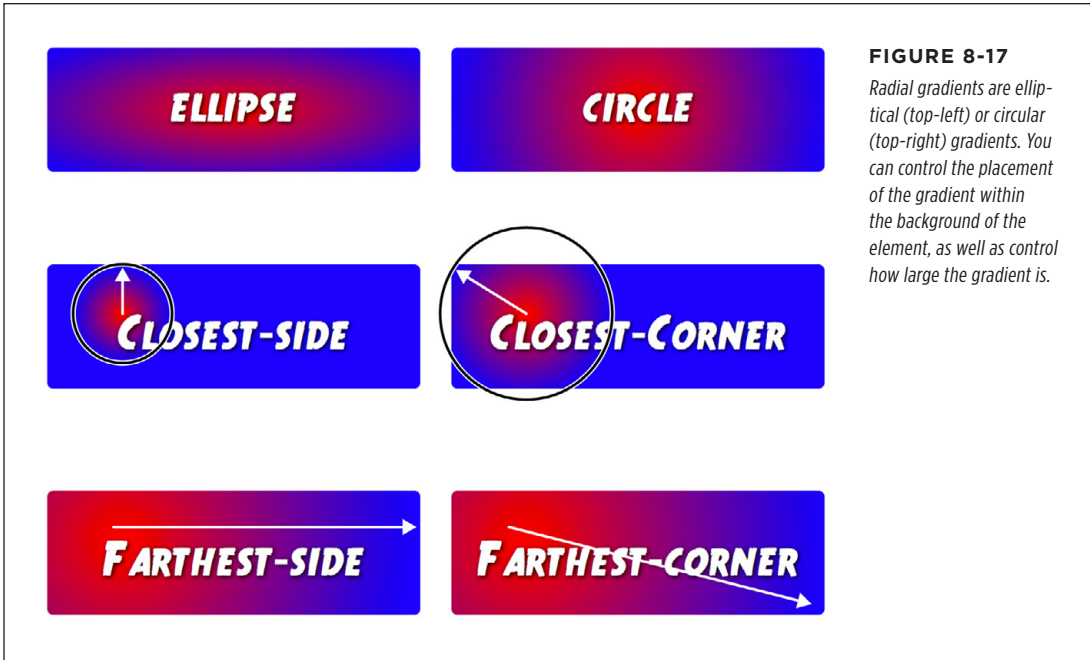 ELLIPSE
CIRCLE
FIGURE 8-17
Radial gradients are ellip-
tical (top-left) or circular
(top-right) gradients. You
can control the placement
of the gradient within
the background of the
element, as well as control
how large the gradient is.
CLOSEST-SIDE
CLOSEST-CORNER
FARTHEST-SIDE
FARTHEST-CORNER